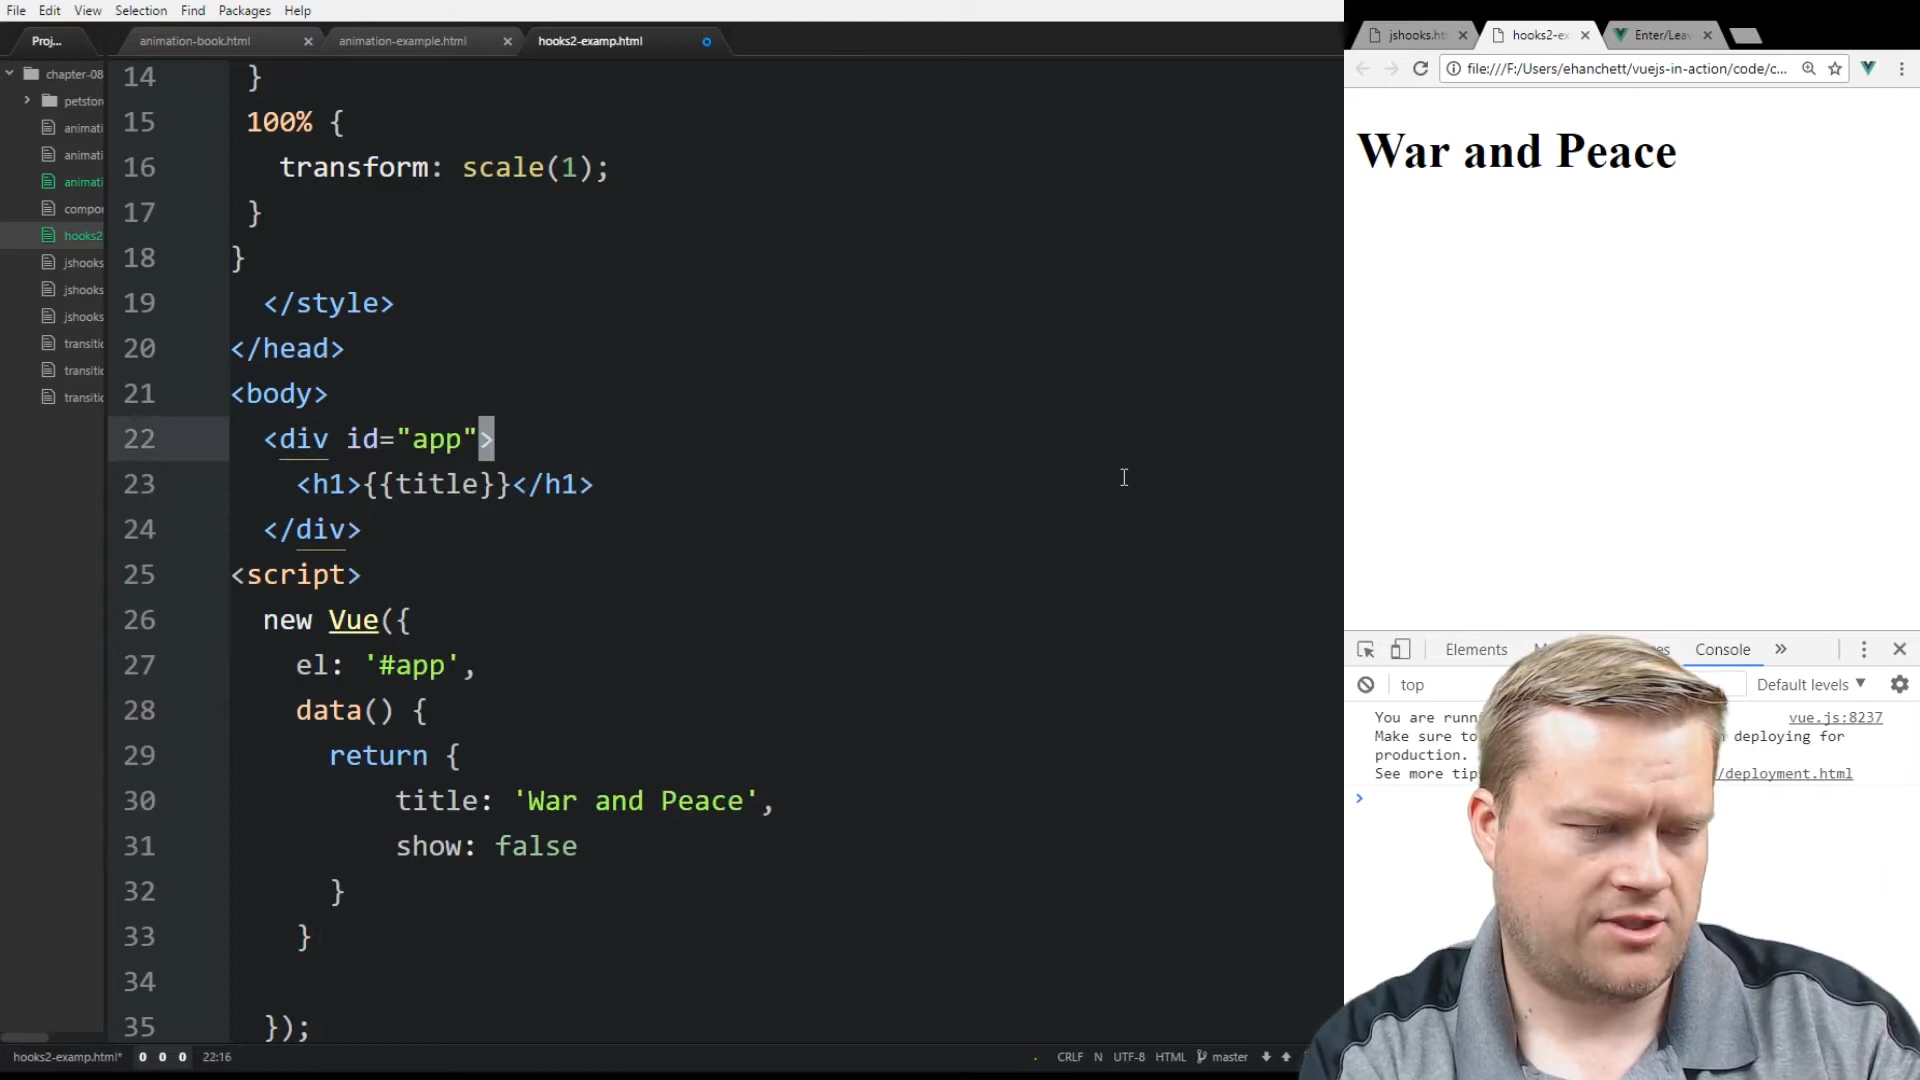 File Edit View Selection Find Packages Help
Proj...
animation-book.html
animation-example.html
hooks2-examp.html
chapter-08
petstor
animati
animati
animati
compo
hooks2
jshooks
jshooks
jshooks
transitic
transitic
transitic
14 }
15 100% {
16 transform: scale(1);
17 }
18 }
19 </style>
20 </head>
21 <body>
22 <div id="app">
23 <h1>{{title}}</h1>
24 </div>
25 <script>
26 new Vue({
27 el: '#app',
28 data() {
29 return {
30 title: 'War and Peace',
31 show: false
32 }
33 }
34
35 });
hooks2-examp.html* 0 0 0 22:16
CRLF N UTF-8 HTML master
jshooks.ht
hooks2-ex
Enter/Lea
file:///F:/Users/ehanchett/vuejs-in-action/code/c...
War and Peace
Elements
Console
top
Default levels
You are runn
vue.js:8237
Make sure to
deploying for
production.
See more tip
/deployment.html